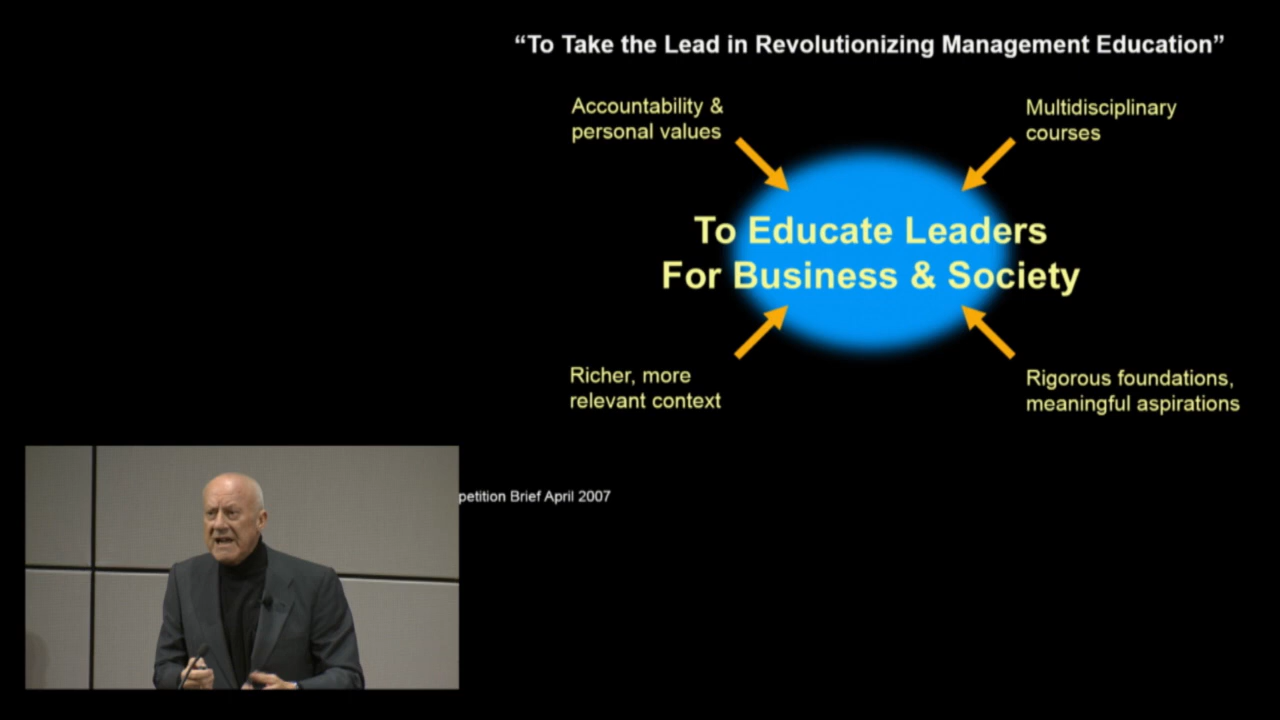 “To Take the Lead in Revolutionizing Management Education”
Accountability &
personal values
Multidisciplinary
courses
To Educate Leaders
For Business & Society
Richer, more
relevant context
Rigorous foundations,
meaningful aspirations
petition Brief April 2007